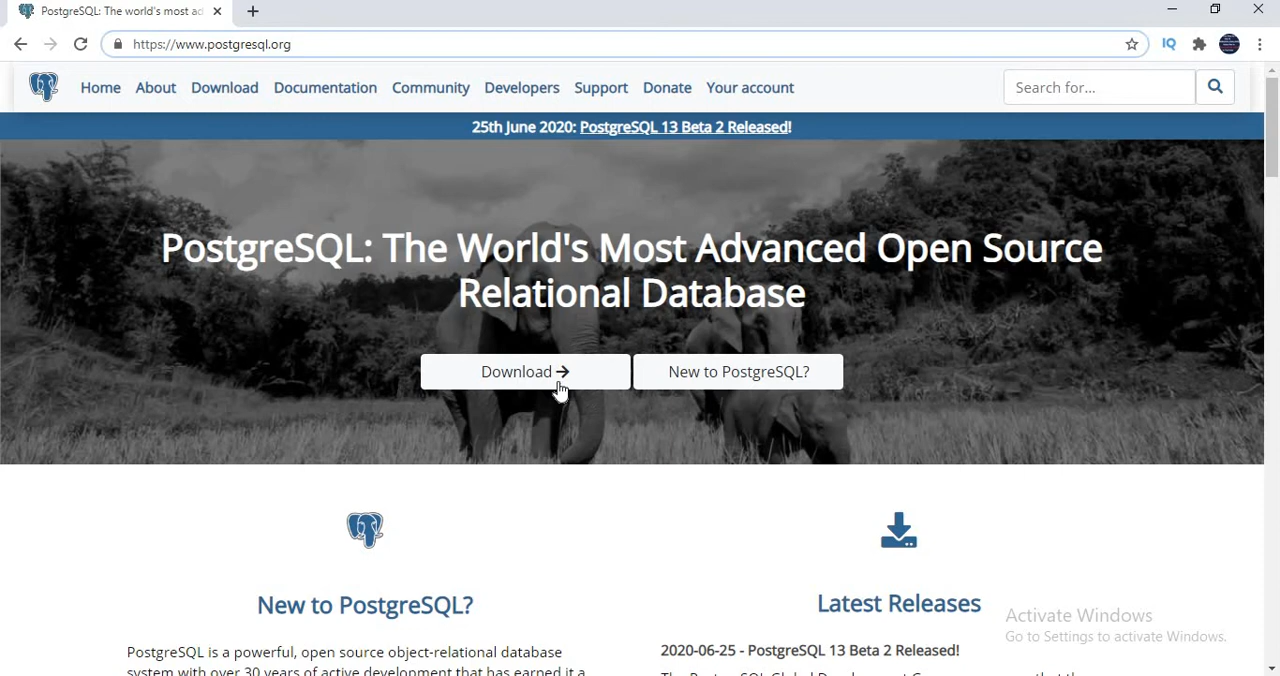 PostgreSQL: The world's most ad
https://www.postgresql.org
IQ
Home About Download Documentation Community Developers Support Donate Your account
Search for...
25th June 2020: PostgreSQL 13 Beta 2 Released!
PostgreSQL: The World's Most Advanced Open Source
Relational Database
Download →
New to PostgreSQL?
New to PostgreSQL?
PostgreSQL is a powerful, open source object-relational database
system with over 30 years of active development that has earned it a
Latest Releases
2020-06-25 - PostgreSQL 13 Beta 2 Released!
Activate Windows
Go to Settings to activate Windows.